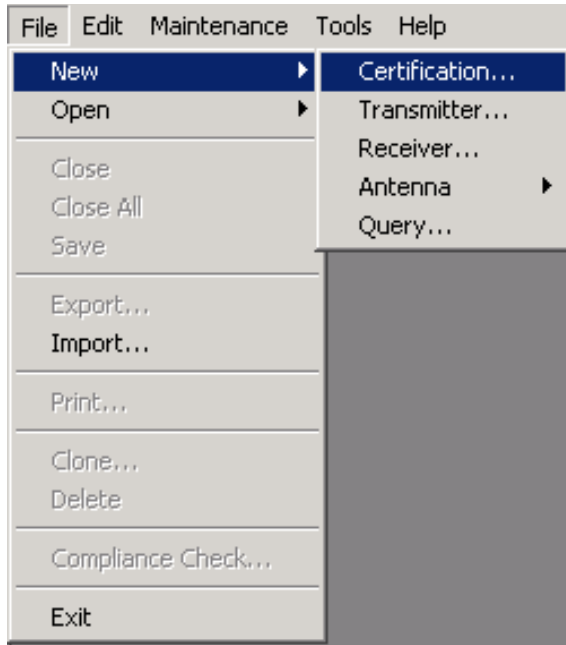 File Edit Maintenance Tools Help
New
Open
Close
Close All
Save
Export...
Import...
Print...
Clone...
Delete
Compliance Check...
Exit
Certification...
Transmitter...
Receiver...
Antenna
Query...